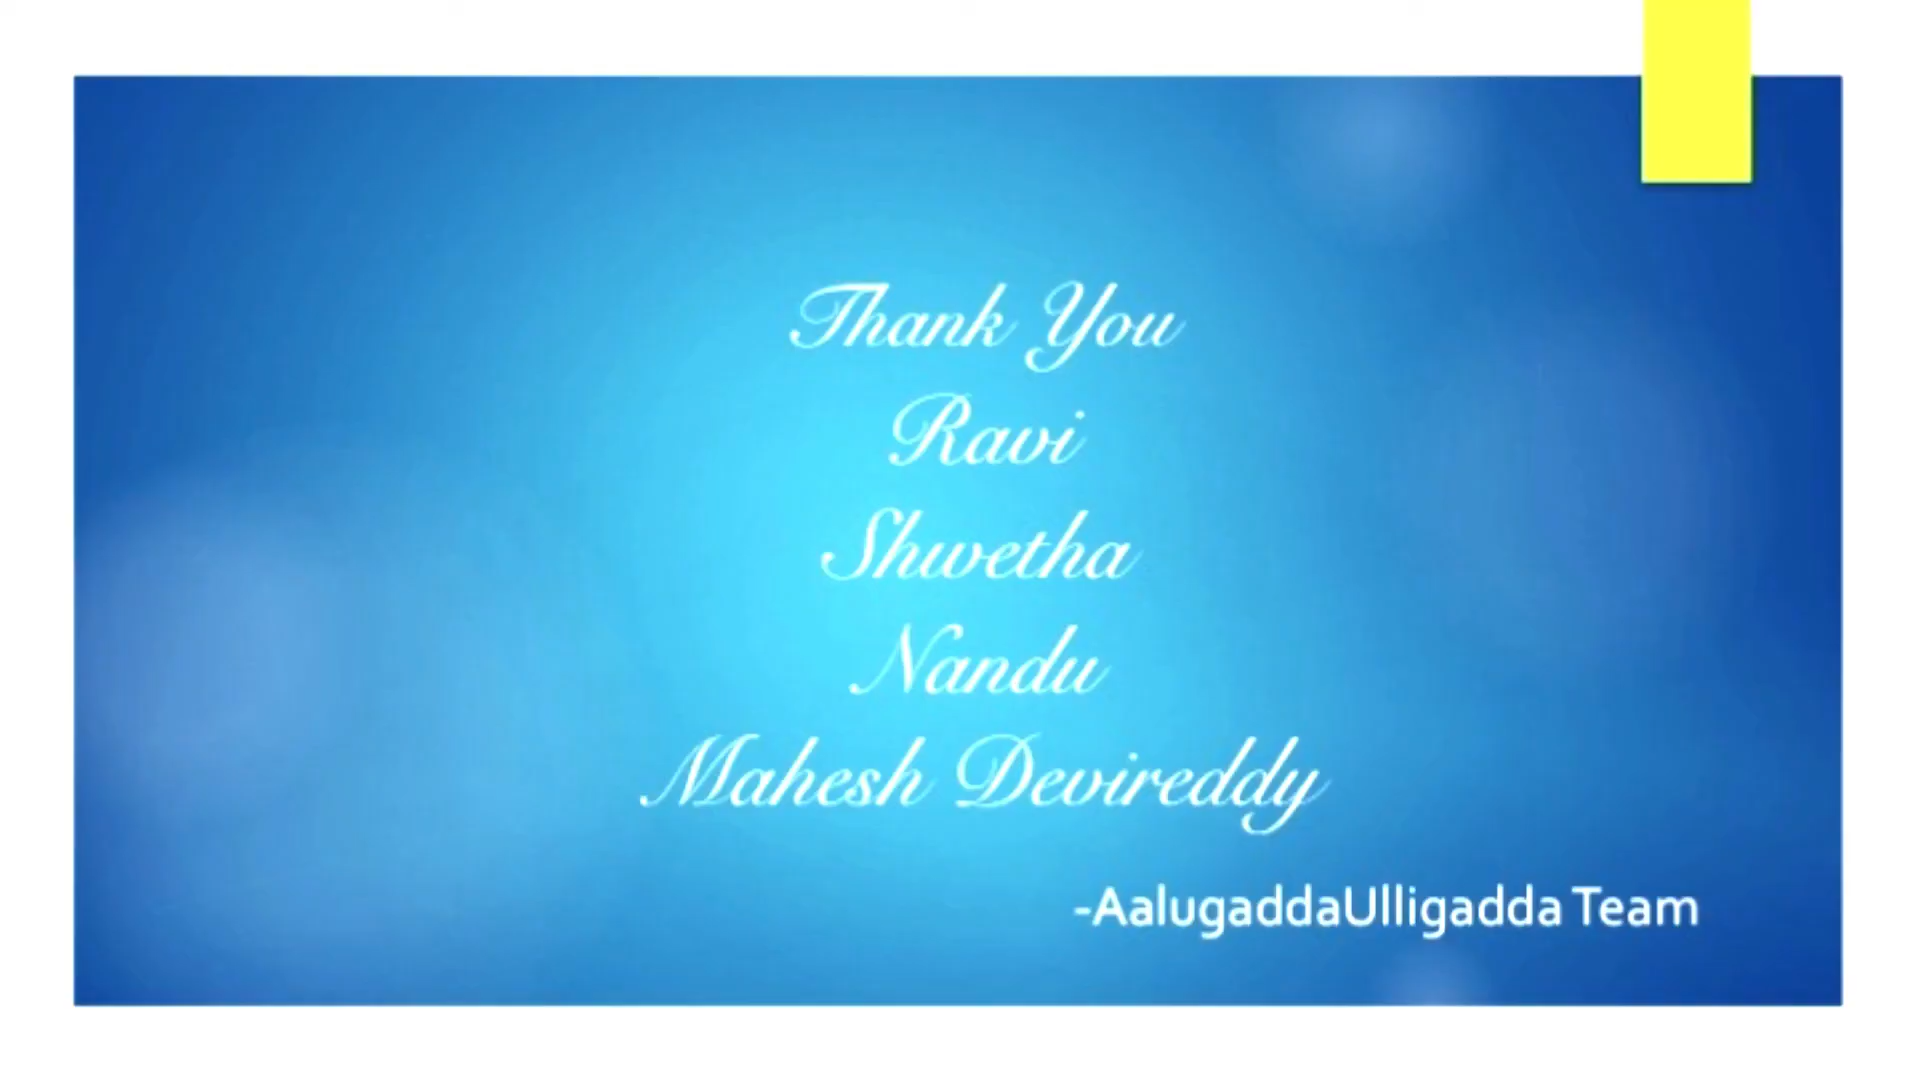 Thank You
Ravi
Shwetha
Nandu
Mahesh Devireddy
-AalugaddaUlligadda Team